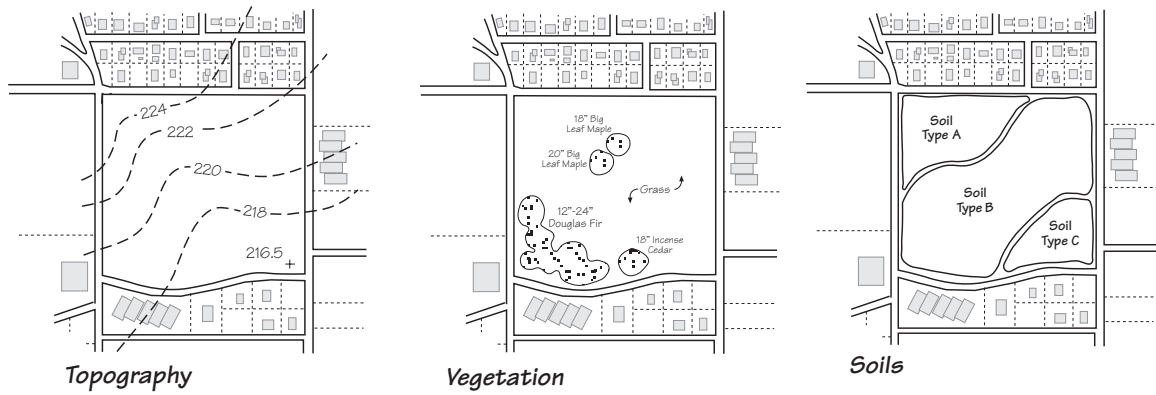 224
222
220
218
216.5
Topography
18" Big
Leaf Maple
20" Big
Leaf Maple
Grass
12"-24"
Douglas Fir
18" Incense
Cedar
Vegetation
Soil
Type A
Soil
Type B
Soil
Type C
Soils